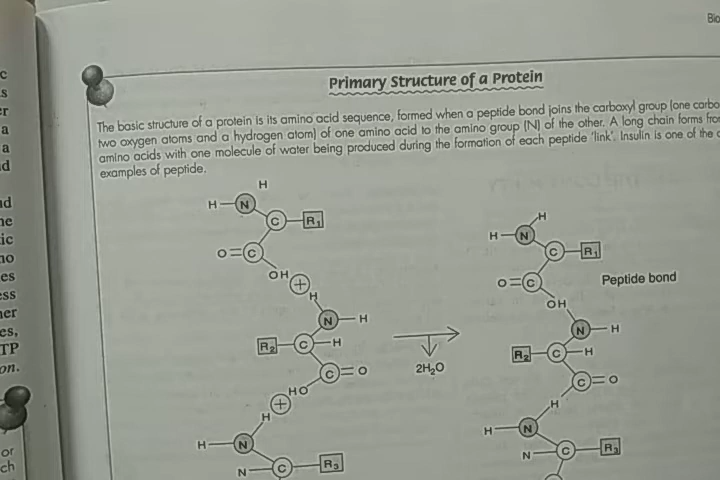 Bio
c
s
er
a
a
id
nd
ne
ic
no
es
ess
ner
es,
TP
on.
or
ch
Primary Structure of a Protein
The basic structure of a protein is its amino acid sequence, formed when a peptide bond joins the carboxyl group (one carbo
two oxygen atoms and a hydrogen atom) of one amino acid to the amino group (N) of the other. A long chain forms fro
amino acids with one molecule of water being produced during the formation of each peptide 'link'. Insulin is one of the
examples of peptide.
H
H N
C R1
O=C
OH
+
H
N H
R2 C H
C=O
HO
+
H
H N
N C R3
2H2O
H
H N
C R1
O=C
Peptide bond
OH
N H
R2 C H
C=O
H
H N
N C R3